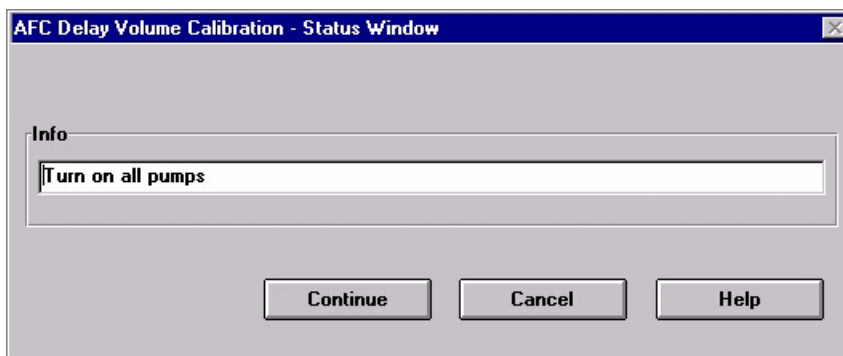 AFC Delay Volume Calibration - Status Window
Info
Turn on all pumps
Continue Cancel Help